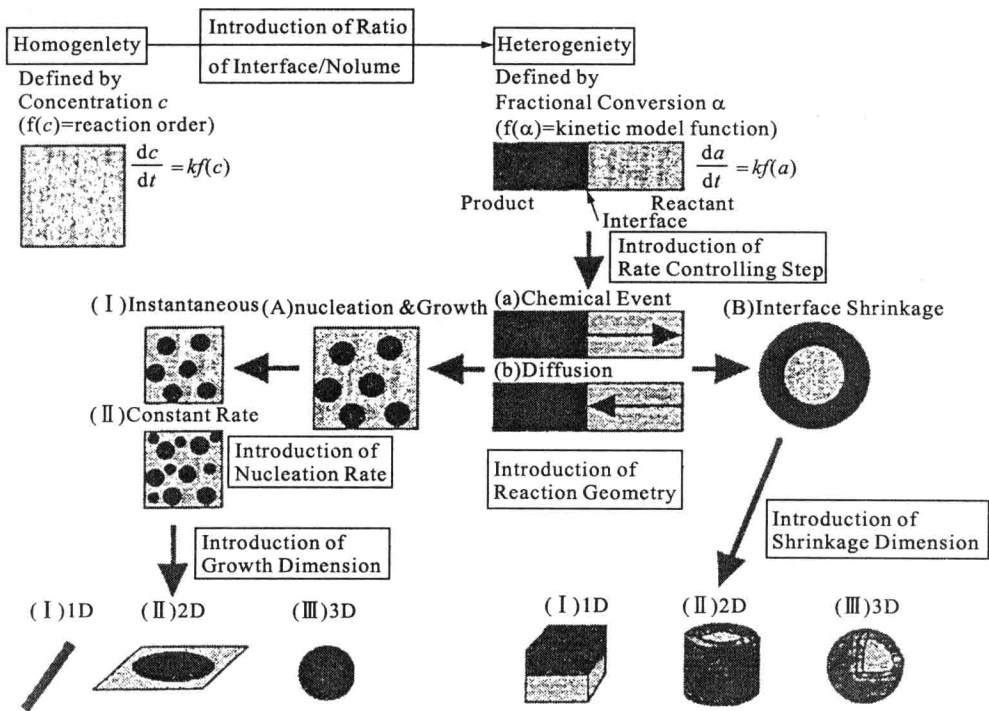 Homogenlety
Introduction of Ratio
of Interface/Nolume
Heterogeniety
Defined by
Concentration c
(f(c)=reaction order)
dc
dt
=kf(c)
Defined by
Fractional Conversion α
(f(α)=kinetic model function)
da
dt
=kf(a)
Product
Reactant
Interface
Introduction of
Rate Controlling Step
(Ⅰ)Instantaneous
(A)nucleation &Growth
(a)Chemical Event
(B)Interface Shrinkage
(b)Diffusion
(Ⅱ)Constant Rate
Introduction of
Nucleation Rate
Introduction of
Reaction Geometry
Introduction of
Growth Dimension
Introduction of
Shrinkage Dimension
(Ⅰ)1D
(Ⅱ)2D
(Ⅲ)3D
(Ⅰ)1D
(Ⅱ)2D
(Ⅲ)3D